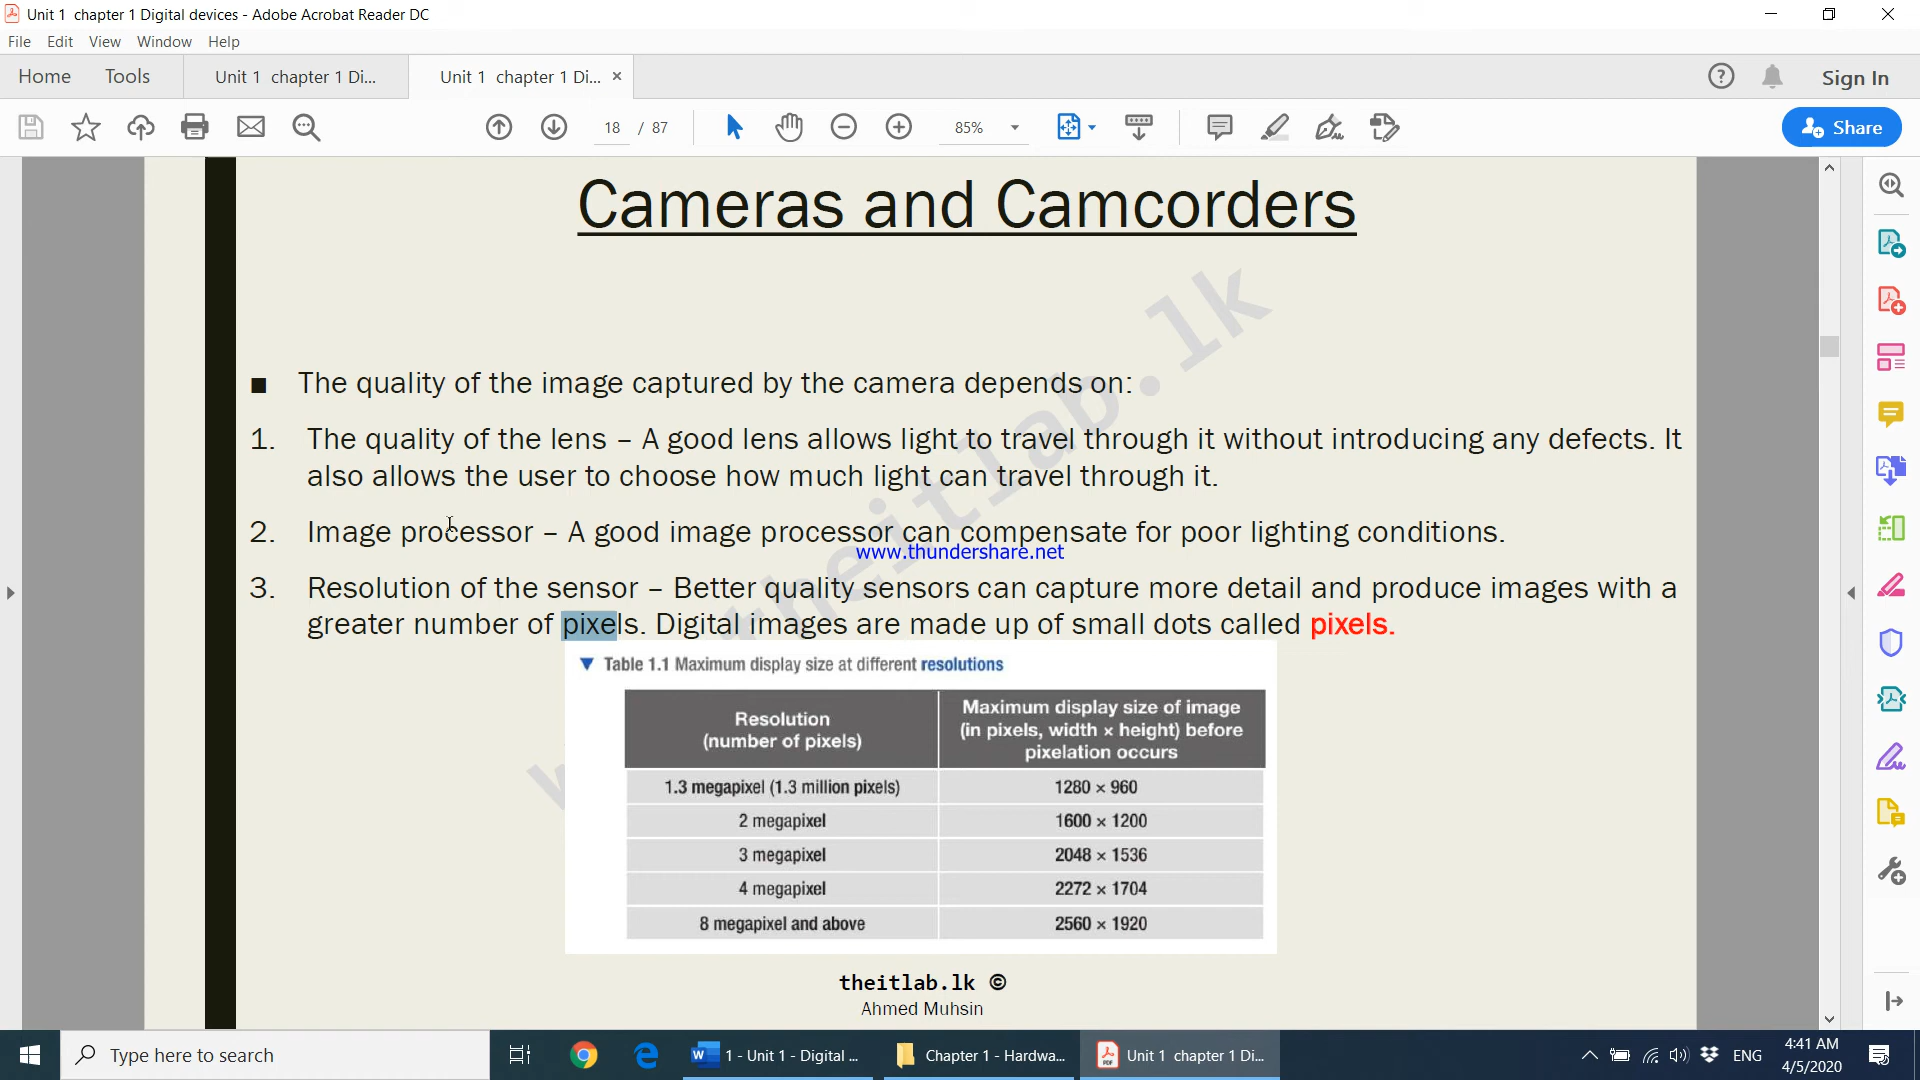 Unit 1  chapter 1 Digital devices - Adobe Acrobat Reader DC
File Edit View Window Help
Home Tools Unit 1  chapter 1 Di... Unit 1  chapter 1 Di... × Sign In
18 / 87 85% Share
Cameras and Camcorders
■ The quality of the image captured by the camera depends on:
1. The quality of the lens – A good lens allows light to travel through it without introducing any defects. It
also allows the user to choose how much light can travel through it.
2. Image processor – A good image processor can compensate for poor lighting conditions.
www.thundershare.net
3. Resolution of the sensor – Better quality sensors can capture more detail and produce images with a
greater number of pixels. Digital images are made up of small dots called pixels.
theitlab.lk
▼ Table 1.1 Maximum display size at different resolutions
Resolution
(number of pixels)
Maximum display size of image
(in pixels, width × height) before
pixelation occurs
1.3 megapixel (1.3 million pixels) 1280 × 960
2 megapixel 1600 × 1200
3 megapixel 2048 × 1536
4 megapixel 2272 × 1704
8 megapixel and above 2560 × 1920
theitlab.lk ©
Ahmed Muhsin
Type here to search 1 - Unit 1 - Digital ... Chapter 1 - Hardwa... Unit 1  chapter 1 Di... ENG
4:41 AM
4/5/2020